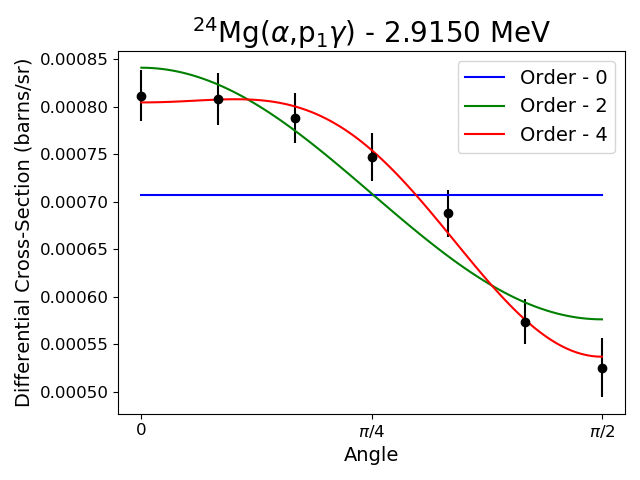 ²⁴Mg(α,p₁γ) - 2.9150 MeV
Differential Cross-Section (barns/sr)
0.00085
0.00080
0.00075
0.00070
0.00065
0.00060
0.00055
0.00050
Order - 0
Order - 2
Order - 4
0
π/4
π/2
Angle